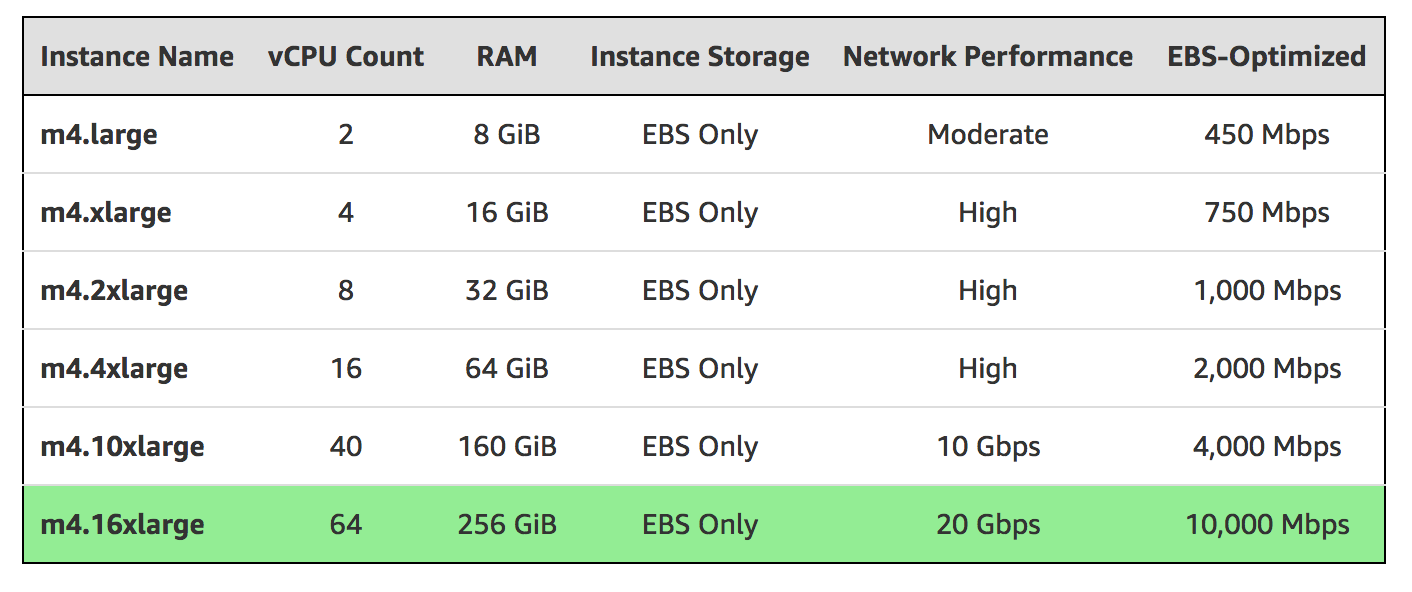 Instance Name vCPU Count RAM Instance Storage Network Performance EBS-Optimized
m4.large 2 8 GiB EBS Only Moderate 450 Mbps
m4.xlarge 4 16 GiB EBS Only High 750 Mbps
m4.2xlarge 8 32 GiB EBS Only High 1,000 Mbps
m4.4xlarge 16 64 GiB EBS Only High 2,000 Mbps
m4.10xlarge 40 160 GiB EBS Only 10 Gbps 4,000 Mbps
m4.16xlarge 64 256 GiB EBS Only 20 Gbps 10,000 Mbps